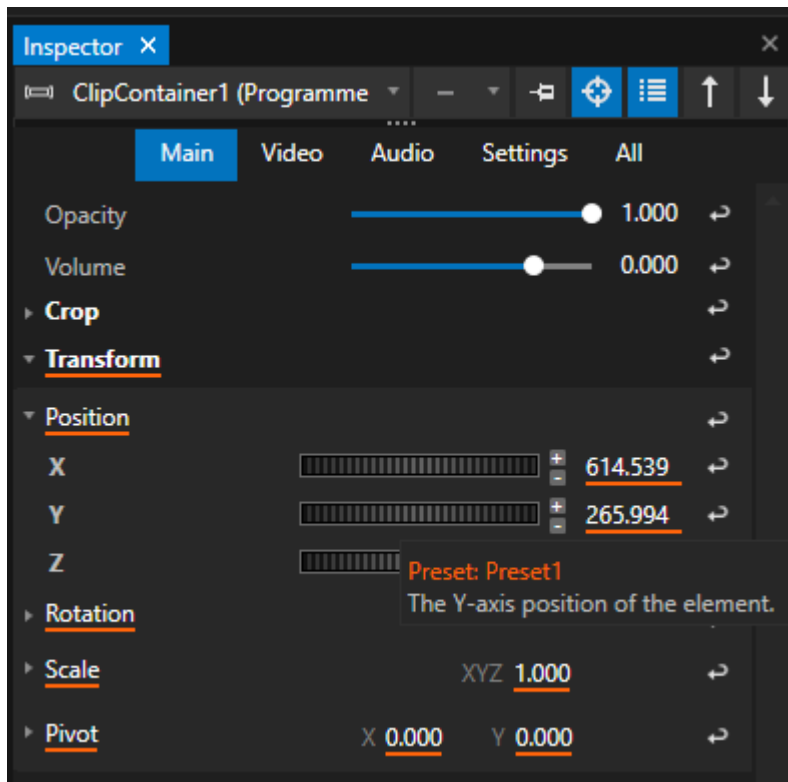 Inspector
ClipContainer1 (Programme
Main Video Audio Settings All
Opacity 1.000
Volume 0.000
Crop
Transform
Position
X 614.539
Y 265.994
Z
Preset: Preset1
The Y-axis position of the element.
Rotation
Scale XYZ 1.000
Pivot X 0.000 Y 0.000